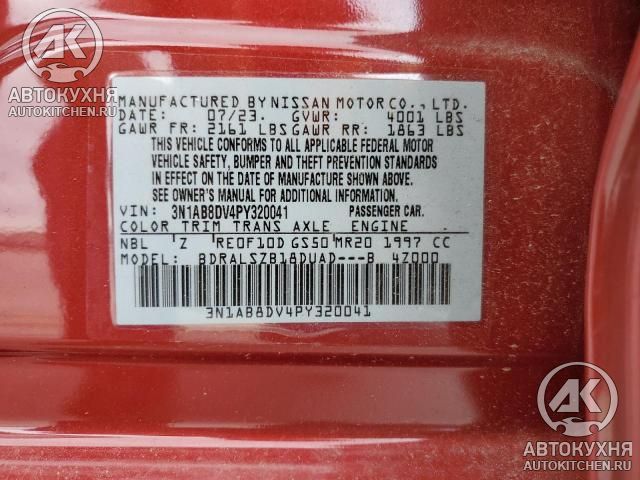 АК
АВТОКУХНЯ
AUTOKITCHEN.RU
MANUFACTURED BY NISSAN MOTOR CO., LTD.
DATE: 07/23. GVWR: 4001 LBS
GAWR FR: 2161 LBS GAWR RR: 1863 LBS
THIS VEHICLE CONFORMS TO ALL APPLICABLE FEDERAL MOTOR
VEHICLE SAFETY, BUMPER AND THEFT PREVENTION STANDARDS
IN EFFECT ON THE DATE OF MANUFACTURE SHOWN ABOVE.
SEE OWNER'S MANUAL FOR ADDITIONAL INFORMATION.
VIN: 3N1AB8DV4PY320041 PASSENGER CAR.
COLOR TRIM TRANS AXLE ENGINE
NBL Z RE0F10D GS50 MR20 1997 CC
MODEL: BDRALSZB18DUAD---B 4Z000
3N1AB8DV4PY320041
АК
АВТОКУХНЯ
AUTOKITCHEN.RU